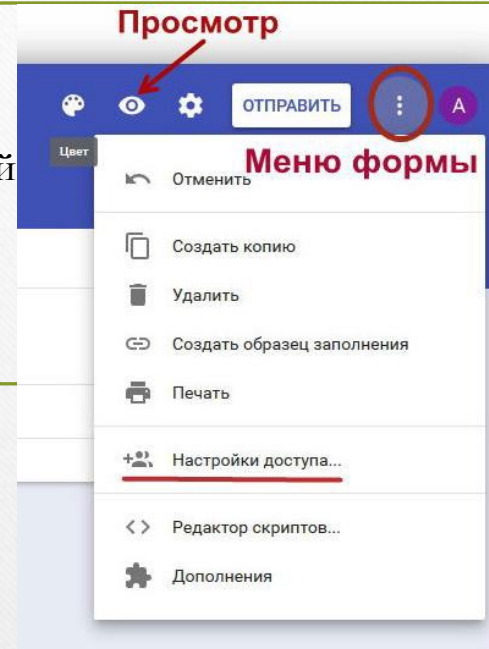 Просмотр
ОТПРАВИТЬ
А
Цвет
й
Меню формы
Отменить
Создать копию
Удалить
Создать образец заполнения
Печать
Настройки доступа...
Редактор скриптов...
Дополнения